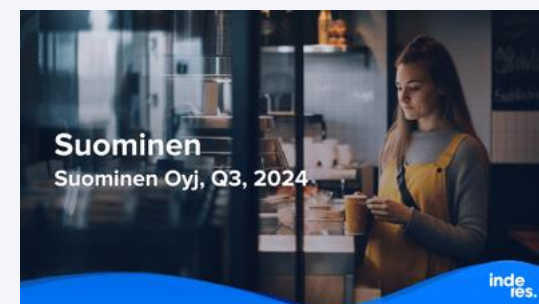 Suominen
Suominen Oyj, Q3, 2024
inde
res.